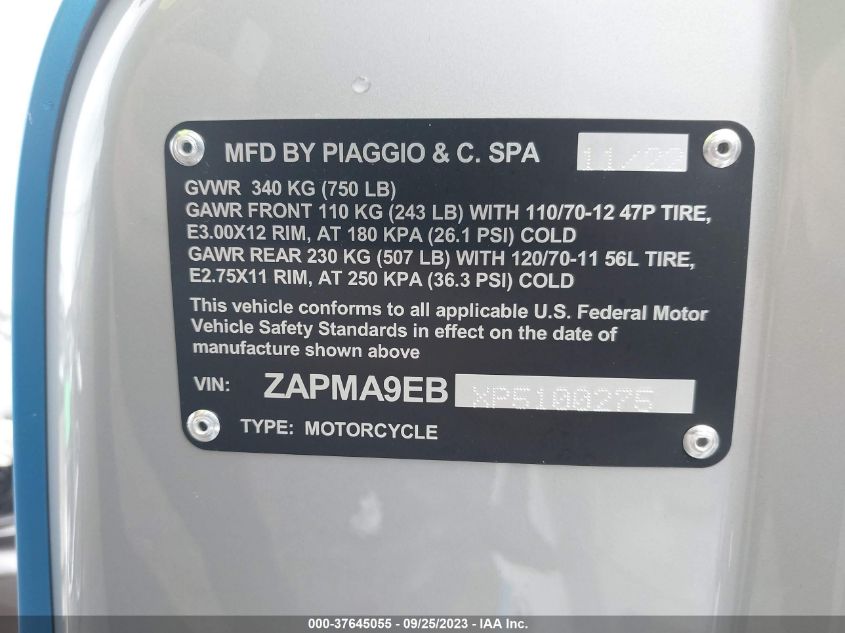 MFD BY PIAGGIO & C. SPA 11/22
GVWR 340 KG (750 LB)
GAWR FRONT 110 KG (243 LB) WITH 110/70-12 47P TIRE,
E3.00X12 RIM, AT 180 KPA (26.1 PSI) COLD
GAWR REAR 230 KG (507 LB) WITH 120/70-11 56L TIRE,
E2.75X11 RIM, AT 250 KPA (36.3 PSI) COLD
This vehicle conforms to all applicable U.S. Federal Motor
Vehicle Safety Standards in effect on the date of
manufacture shown above
VIN: ZAPMA9EB XP5100275
TYPE: MOTORCYCLE
000-37645055 - 09/25/2023 - IAA Inc.